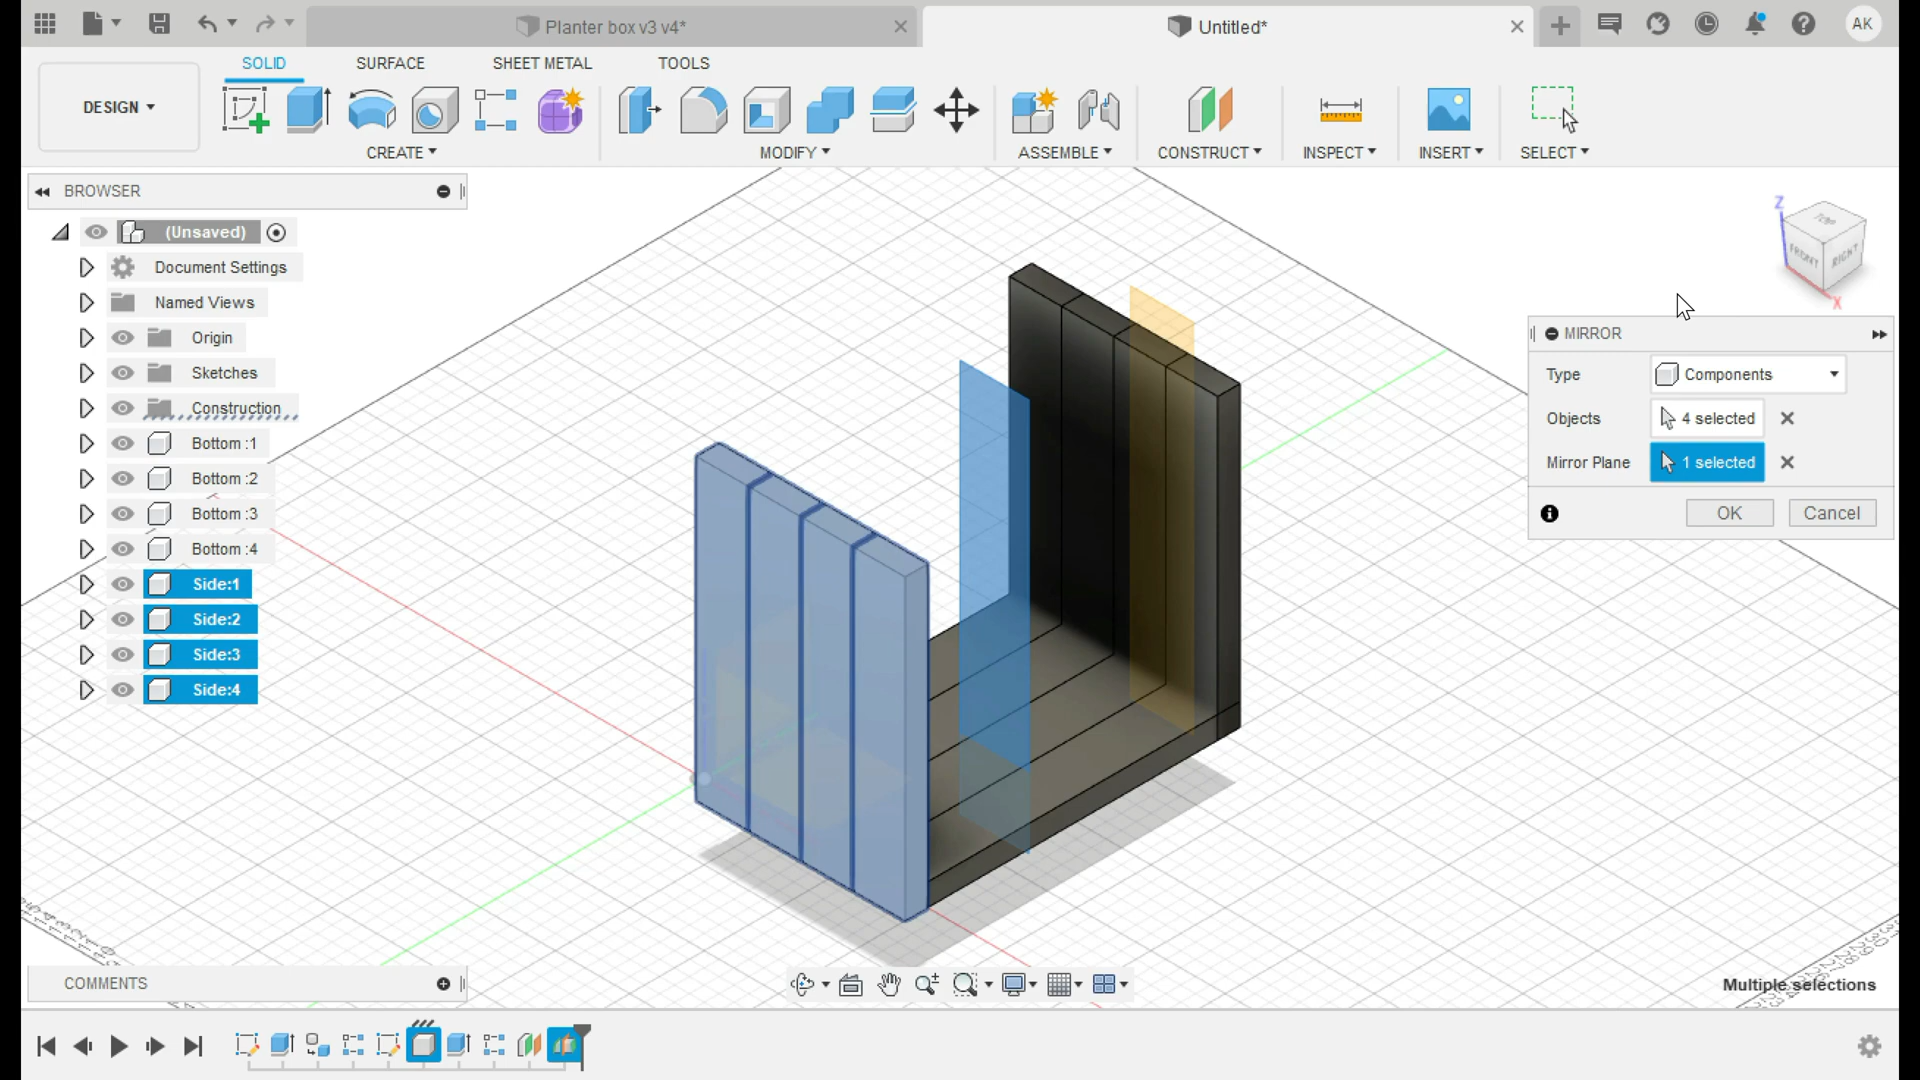 Planter box v3 v4*
Untitled*
AK
SOLID
SURFACE
SHEET METAL
TOOLS
DESIGN
CREATE
MODIFY
ASSEMBLE
CONSTRUCT
INSPECT
INSERT
SELECT
BROWSER
(Unsaved)
Document Settings
Named Views
Origin
Sketches
Construction
Bottom :1
Bottom :2
Bottom :3
Bottom :4
Side:1
Side:2
Side:3
Side:4
Z
TOP
FRONT
RIGHT
X
MIRROR
Type
Components
Objects
4 selected
Mirror Plane
1 selected
OK
Cancel
COMMENTS
Multiple selections